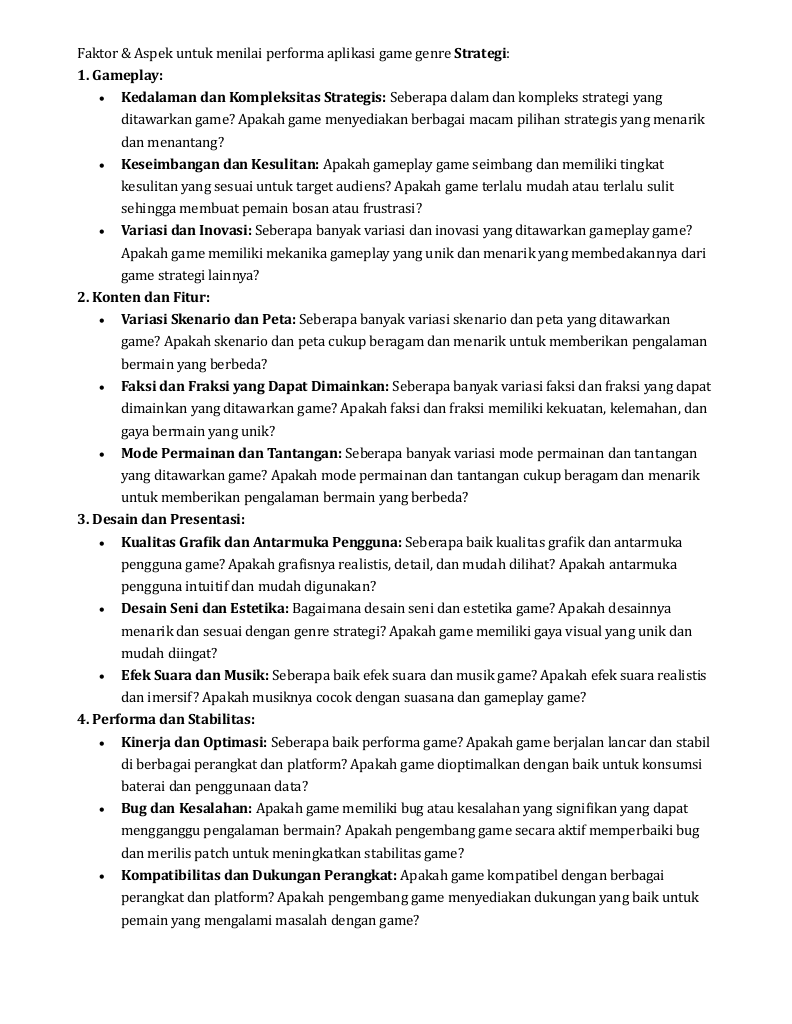 Faktor & Aspek untuk menilai performa aplikasi game genre Strategi:
1. Gameplay:
• Kedalaman dan Kompleksitas Strategis: Seberapa dalam dan kompleks strategi yang
ditawarkan game? Apakah game menyediakan berbagai macam pilihan strategis yang menarik
dan menantang?
• Keseimbangan dan Kesulitan: Apakah gameplay game seimbang dan memiliki tingkat
kesulitan yang sesuai untuk target audiens? Apakah game terlalu mudah atau terlalu sulit
sehingga membuat pemain bosan atau frustrasi?
• Variasi dan Inovasi: Seberapa banyak variasi dan inovasi yang ditawarkan gameplay game?
Apakah game memiliki mekanika gameplay yang unik dan menarik yang membedakannya dari
game strategi lainnya?
2. Konten dan Fitur:
• Variasi Skenario dan Peta: Seberapa banyak variasi skenario dan peta yang ditawarkan
game? Apakah skenario dan peta cukup beragam dan menarik untuk memberikan pengalaman
bermain yang berbeda?
• Faksi dan Fraksi yang Dapat Dimainkan: Seberapa banyak variasi faksi dan fraksi yang dapat
dimainkan yang ditawarkan game? Apakah faksi dan fraksi memiliki kekuatan, kelemahan, dan
gaya bermain yang unik?
• Mode Permainan dan Tantangan: Seberapa banyak variasi mode permainan dan tantangan
yang ditawarkan game? Apakah mode permainan dan tantangan cukup beragam dan menarik
untuk memberikan pengalaman bermain yang berbeda?
3. Desain dan Presentasi:
• Kualitas Grafik dan Antarmuka Pengguna: Seberapa baik kualitas grafik dan antarmuka
pengguna game? Apakah grafisnya realistis, detail, dan mudah dilihat? Apakah antarmuka
pengguna intuitif dan mudah digunakan?
• Desain Seni dan Estetika: Bagaimana desain seni dan estetika game? Apakah desainnya
menarik dan sesuai dengan genre strategi? Apakah game memiliki gaya visual yang unik dan
mudah diingat?
• Efek Suara dan Musik: Seberapa baik efek suara dan musik game? Apakah efek suara realistis
dan imersif? Apakah musiknya cocok dengan suasana dan gameplay game?
4. Performa dan Stabilitas:
• Kinerja dan Optimasi: Seberapa baik performa game? Apakah game berjalan lancar dan stabil
di berbagai perangkat dan platform? Apakah game dioptimalkan dengan baik untuk konsumsi
baterai dan penggunaan data?
• Bug dan Kesalahan: Apakah game memiliki bug atau kesalahan yang signifikan yang dapat
mengganggu pengalaman bermain? Apakah pengembang game secara aktif memperbaiki bug
dan merilis patch untuk meningkatkan stabilitas game?
• Kompatibilitas dan Dukungan Perangkat: Apakah game kompatibel dengan berbagai
perangkat dan platform? Apakah pengembang game menyediakan dukungan yang baik untuk
pemain yang mengalami masalah dengan game?